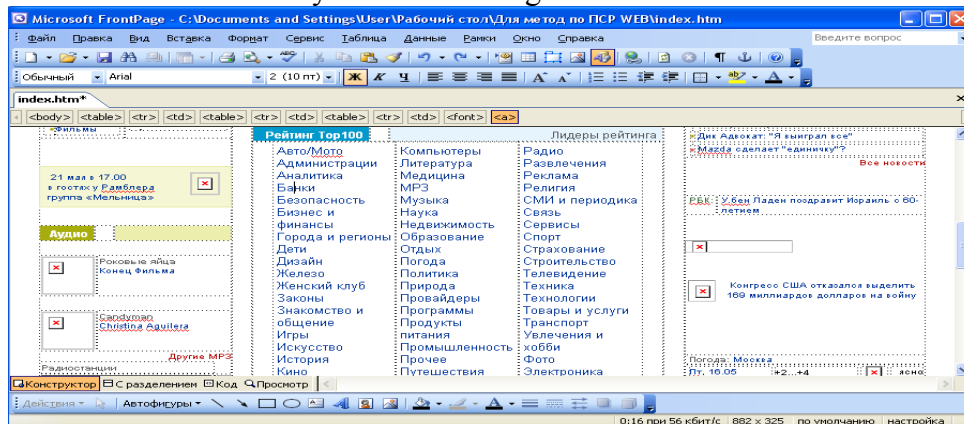 Microsoft FrontPage - C:\Documents and Settings\User\Рабочий стол\Для метод по ПСР WEB\index.htm
Файл Правка Вид Вставка Формат Сервис Таблица Данные Рамки Окно Справка
Введите вопрос
Обычный Arial 2 (10 пт) Ж К Ч
index.htm*
<body> <table> <tr> <td> <table> <tr> <td> <table> <tr> <td> <font> <a>
Фильмы
21 мая в 17.00
в гостях у Рамблера
группа «Мельница»
Аудио
Роковые яйца
Конец Фильма
Candyman
Christina Aguilera
Другие MP3
Радиостанции
Рейтинг Top100
Лидеры рейтинга
Авто/Мото
Администрации
Аналитика
Банки
Безопасность
Бизнес и
финансы
Города и регионы
Дети
Дизайн
Железо
Женский клуб
Законы
Знакомство и
общение
Игры
Искусство
История
Кино
Компьютеры
Литература
Медицина
MP3
Музыка
Наука
Недвижимость
Образование
Отдых
Погода
Политика
Природа
Провайдеры
Программы
Продукты
питания
Промышленность
Прочее
Путешествия
Радио
Развлечения
Реклама
Религия
СМИ и периодика
Связь
Сервисы
Спорт
Страхование
Строительство
Телевидение
Техника
Технологии
Товары и услуги
Транспорт
Увлечения и
хобби
Фото
Электроника
Дик Адвокат: "Я выиграл все"
Mazda сделает "единичку"?
Все новости
РБК: Усбен Ладен поздравит Израиль с 60-
летием
Конгресс США отказался выделить
169 миллиардов долларов на войну
Погода: Москва
Пт, 16.05 +2...+4 ясно
Конструктор С разделением Код Просмотр
Действия Автофигуры
0:16 при 56 кбит/с 882 x 325 по умолчанию настройка